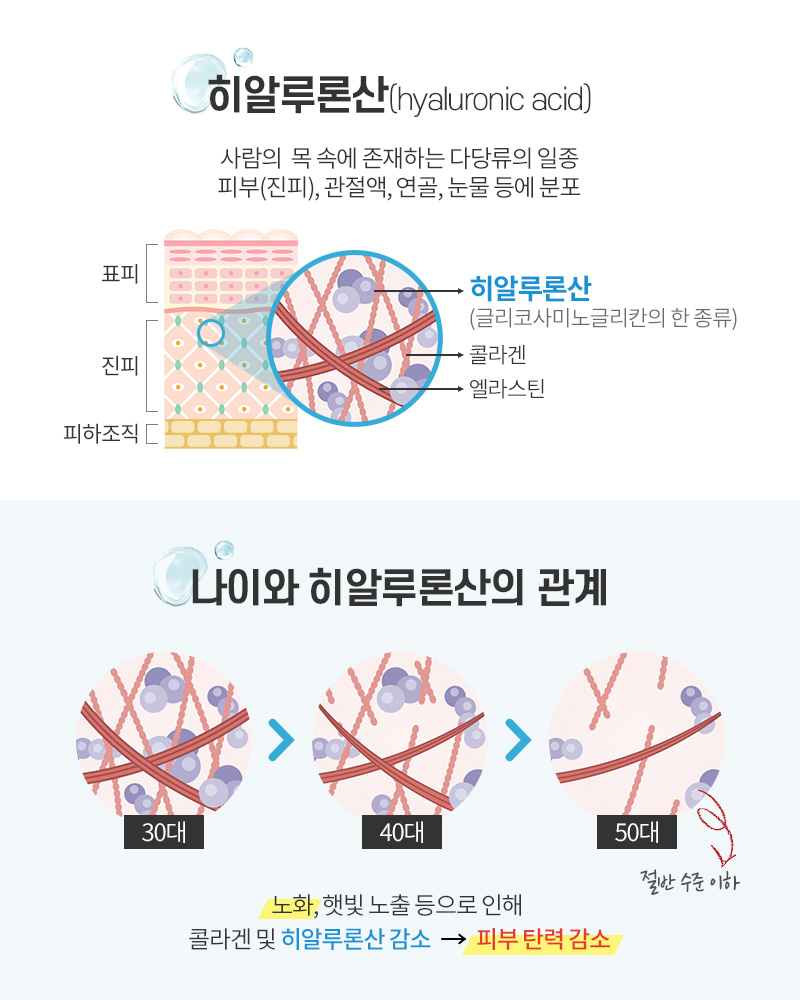 히알루론산(hyaluronic acid)
사람의 목 속에 존재하는 다당류의 일종
피부(진피), 관절액, 연골, 눈물 등에 분포
표피
진피
피하조직
히알루론산
(글리코사미노글리칸의 한 종류)
콜라겐
엘라스틴
나이와 히알루론산의 관계
30대
40대
50대
절반 수준 이하
노화, 햇빛 노출 등으로 인해
콜라겐 및 히알루론산 감소 → 피부 탄력 감소